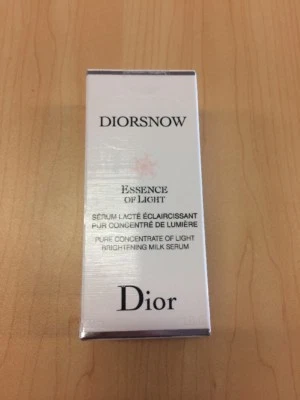 DIORSNOW
ESSENCE
OF LIGHT
SÉRUM LACTÉ ÉCLAIRCISSANT
PUR CONCENTRÉ DE LUMIÈRE
PURE CONCENTRATE OF LIGHT
BRIGHTENING MILK SERUM
Dior